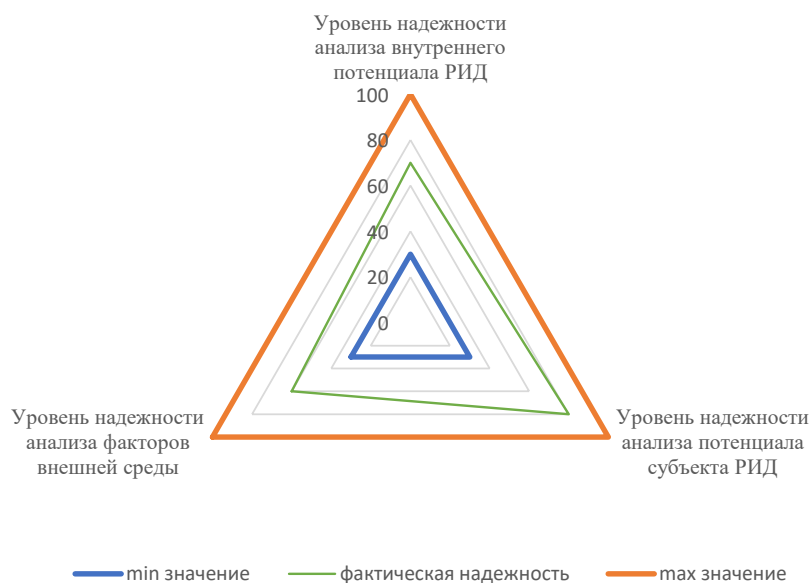 Уровень надежности
анализа внутреннего
потенциала РИД
100
80
60
40
20
0
Уровень надежности
анализа факторов
внешней среды
Уровень надежности
анализа потенциала
субъекта РИД
min значение
фактическая надежность
max значение